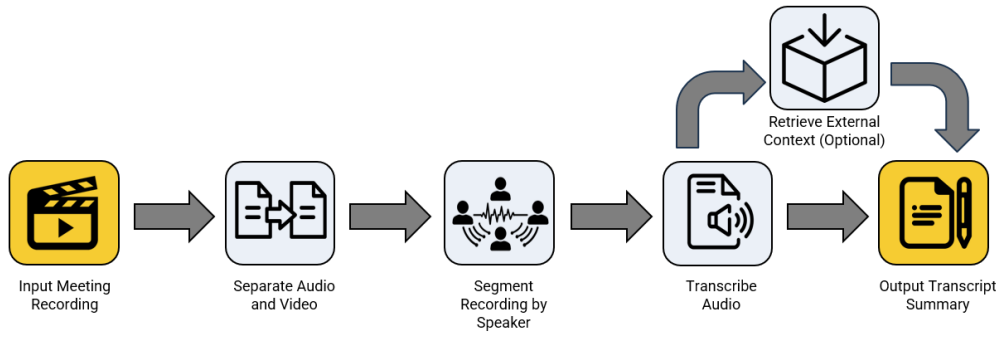 Retrieve External
Context (Optional)
Input Meeting
Recording
Separate Audio
and Video
Segment
Recording by
Speaker
Transcribe
Audio
Output Transcript
Summary